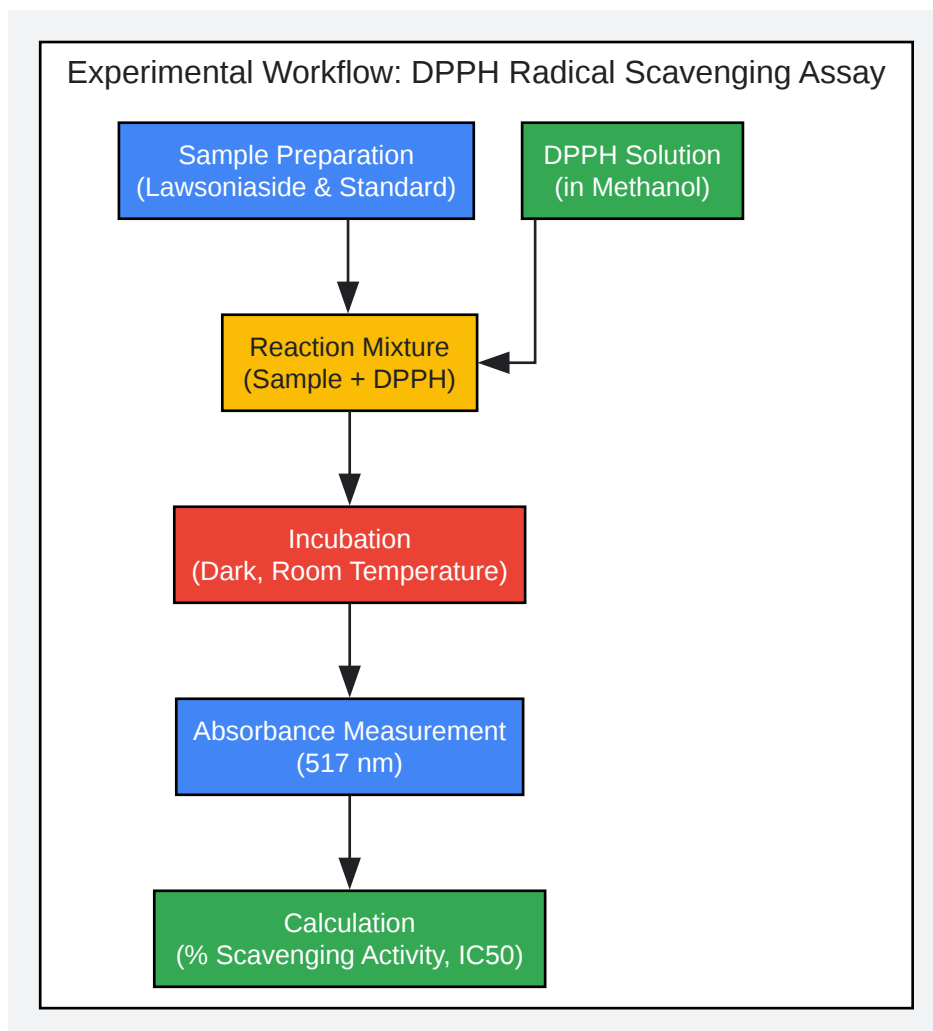 Experimental Workflow: DPPH Radical Scavenging Assay
Sample Preparation
(Lawsoniaside & Standard)
DPPH Solution
(in Methanol)
Reaction Mixture
(Sample + DPPH)
Incubation
(Dark, Room Temperature)
Absorbance Measurement
(517 nm)
Calculation
(% Scavenging Activity, IC50)